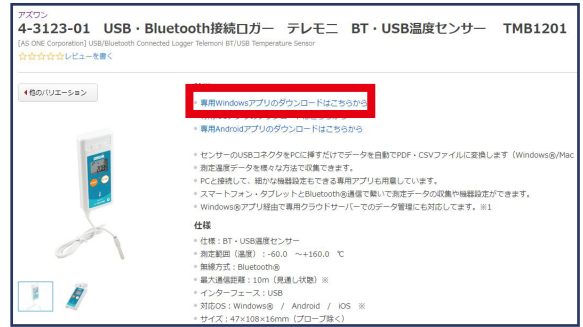 アズワン
4-3123-01　USB・Bluetooth接続ロガー　テレモニ　BT・USB温度センサー　TMB1201
[AS ONE Corporation] USB/Bluetooth Connected Logger Telemoni BT/USB Temperature Sensor
☆☆☆☆☆レビューを書く
他のバリエーション
専用Windowsアプリのダウンロードはこちらから
専用Androidアプリのダウンロードはこちらから
センサーのUSBコネクタをPCに挿すだけでデータを自動でPDF・CSVファイルに変換します（Windows®/Mac
測定温度データを様々な方法で収集できます。
PCと接続して、細かな機器設定もできる専用アプリも用意しています。
スマートフォン・タブレットとBluetooth®通信で繋いで測定データの収集や機器設定ができます。
Windows®アプリ経由で専用クラウドサーバーでのデータ管理にも対応してます。※1
仕様
仕様：BT・USB温度センサー
測定範囲（温度）：-60.0　～+160.0　℃
無線方式：Bluetooth®
最大通信距離：10m（見通し状態）※
インターフェース：USB
対応OS：Windows®　/　Android　/　iOS　※
サイズ：47×108×16mm（プローブ除く）